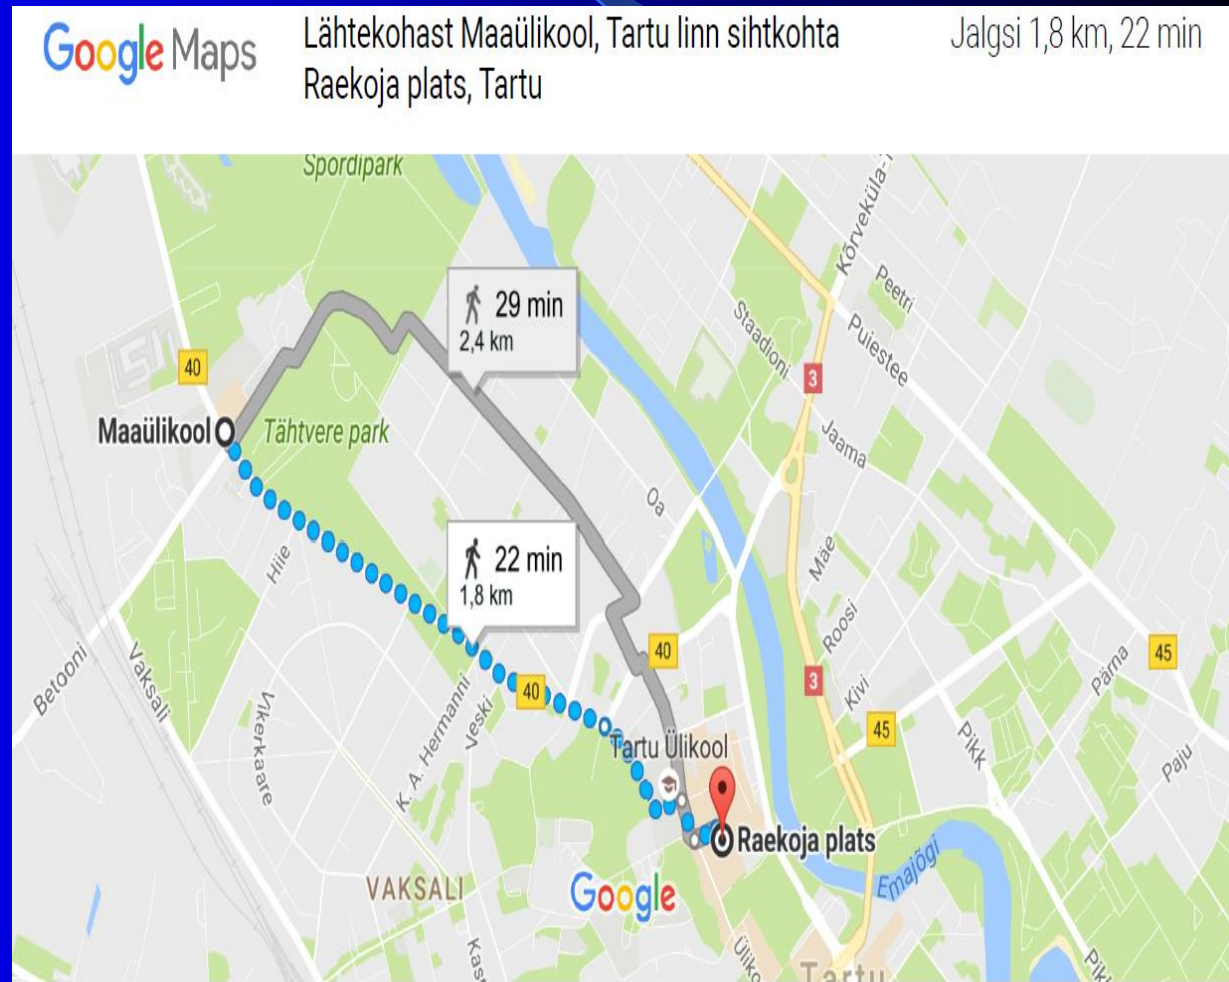 Google Maps
Lähtekohast Maaülikool, Tartu linn sihtkohta
Raekoja plats, Tartu
Jalgsi 1,8 km, 22 min
Spordipark
Kõrveküla-
Peetri
29 min
2,4 km
Staadioni
Puiestee
40
3
Maaülikool
Tähtvere park
Jaama
Oa
22 min
1,8 km
Hiie
Mäe
Roosi
40
45
Betooni
Vaksali
Pärna
3
Kivi
40
Vikerkaare
K. A. Hermanni
Veski
45
Pikk
Paju
Tartu Ülikool
Raekoja plats
Emajõgi
VAKSALI
Google
Tartu